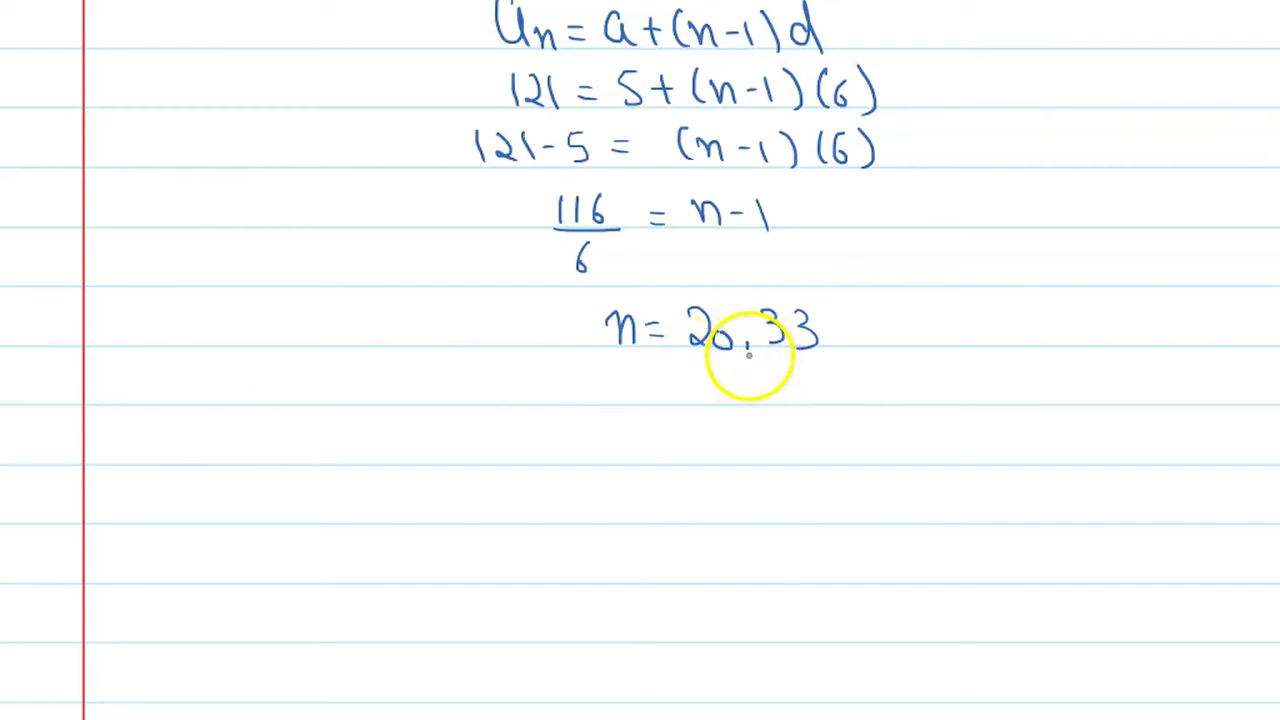 Un = a + (n-1)d
121 = 5 + (n-1)(6)
121 - 5 = (n-1)(6)
116/6 = n-1
n = 20.33